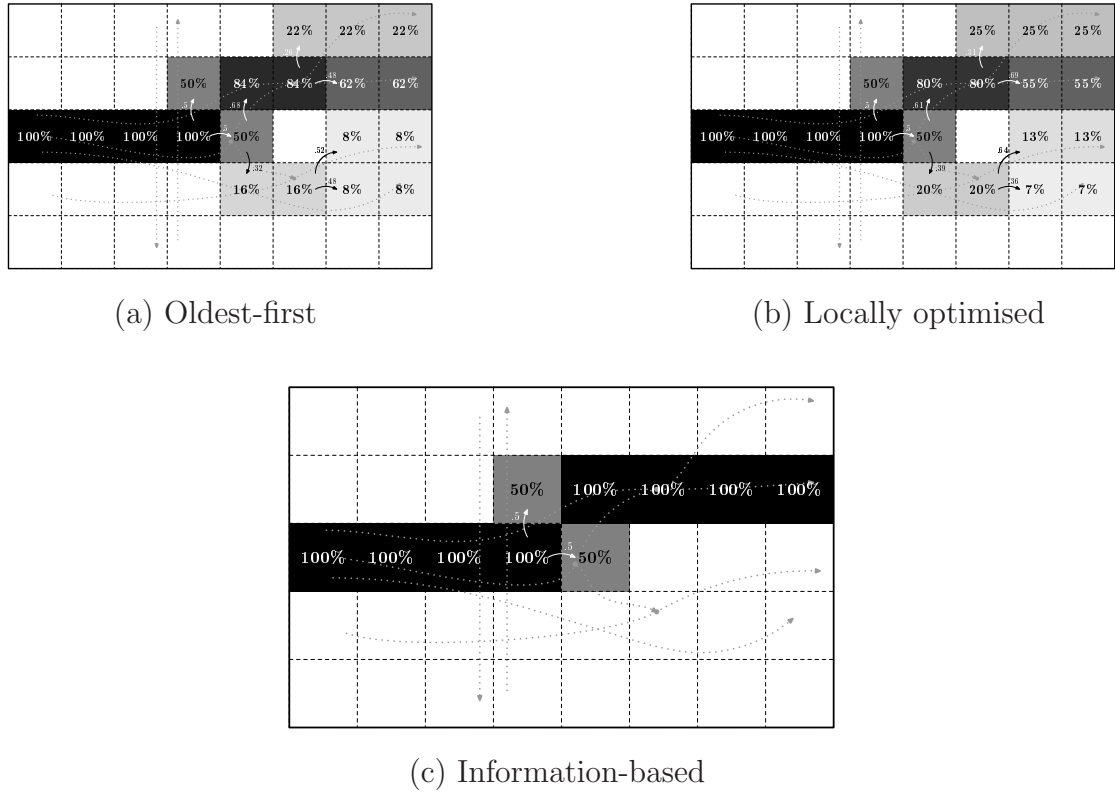 22% 22% 22%
.26
50% 84% 84% .48 62% 62%
.5 .68
100% 100% 100% 100% .5 50% 8% 8%
.52
.32
16% 16% .48 8% 8%
(a) Oldest-first
25% 25% 25%
.31
50% 80% 80% .69 55% 55%
.5 .61
100% 100% 100% 100% .5 50% 13% 13%
.64
.39
20% 20% .36 7% 7%
(b) Locally optimised
50% 100% 100% 100% 100%
.5
100% 100% 100% 100% .5 50%
(c) Information-based